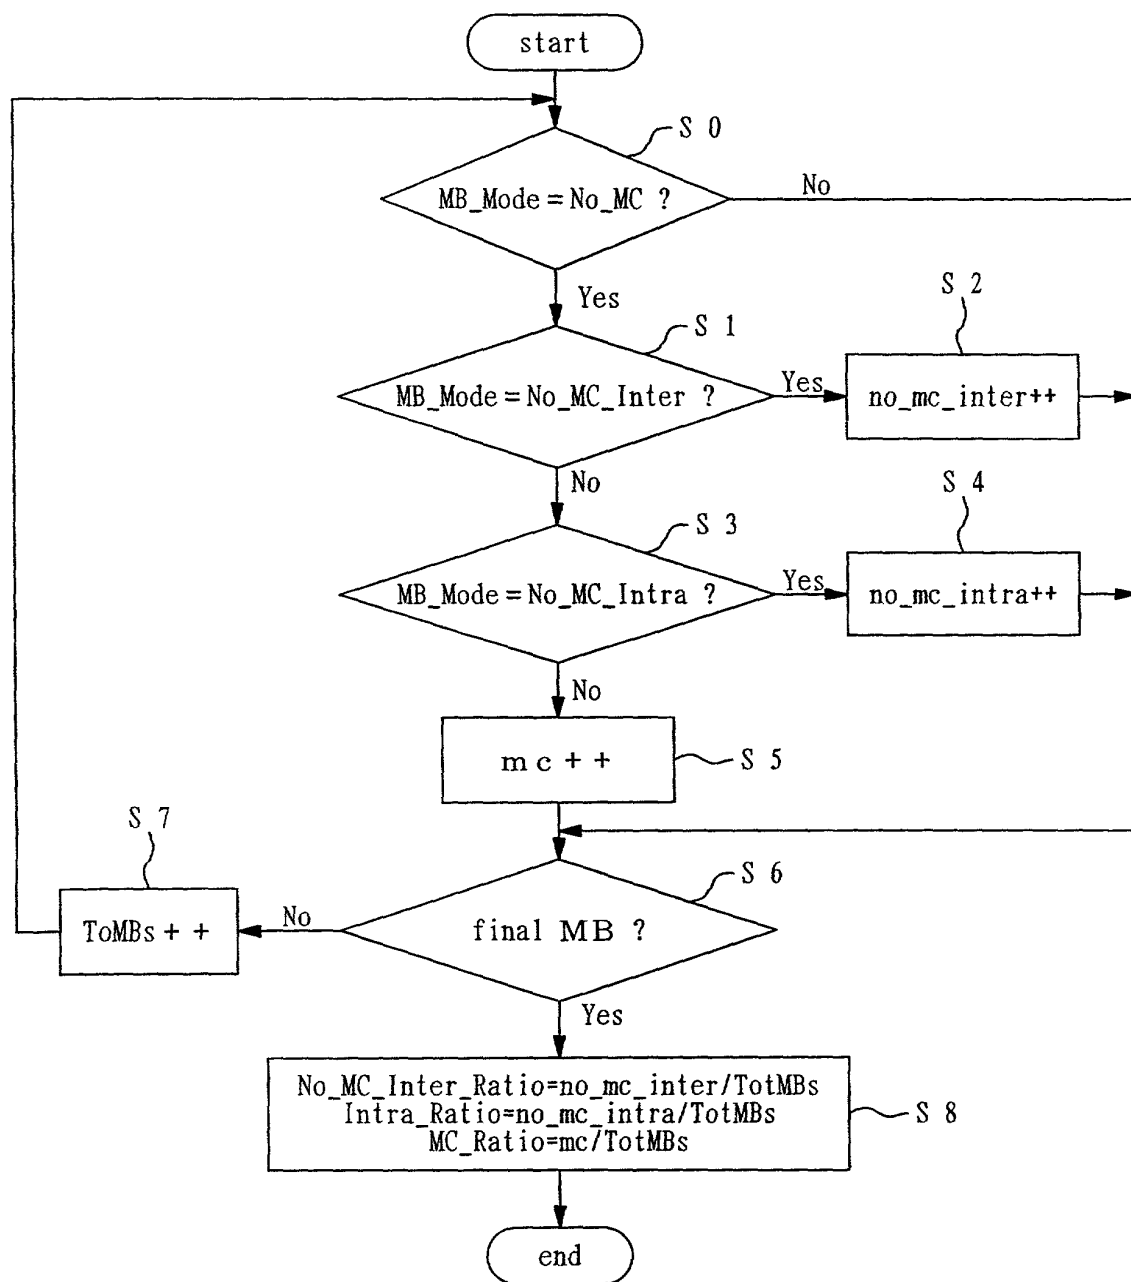 start
S 0
MB_Mode=No_MC ?
No
Yes
S 1
S 2
MB_Mode=No_MC_Inter ?
Yes
no_mc_inter++
No
S 3
S 4
MB_Mode=No_MC_Intra ?
Yes
no_mc_intra++
No
mc++
S 5
S 7
S 6
ToMBs++
No
final MB ?
Yes
No_MC_Inter_Ratio=no_mc_inter/TotMBs
Intra_Ratio=no_mc_intra/TotMBs
MC_Ratio=mc/TotMBs
S 8
end